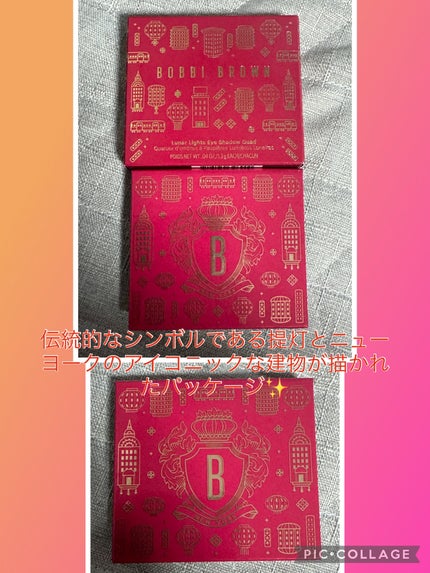 BOBBI BROWN
Lunar Lights Eye Shadow Quad
B
伝統的なシンボルである提灯とニュー
ヨークのアイコニックな建物が描かれ
たパッケージ✨
B
PIC•COLLAGE